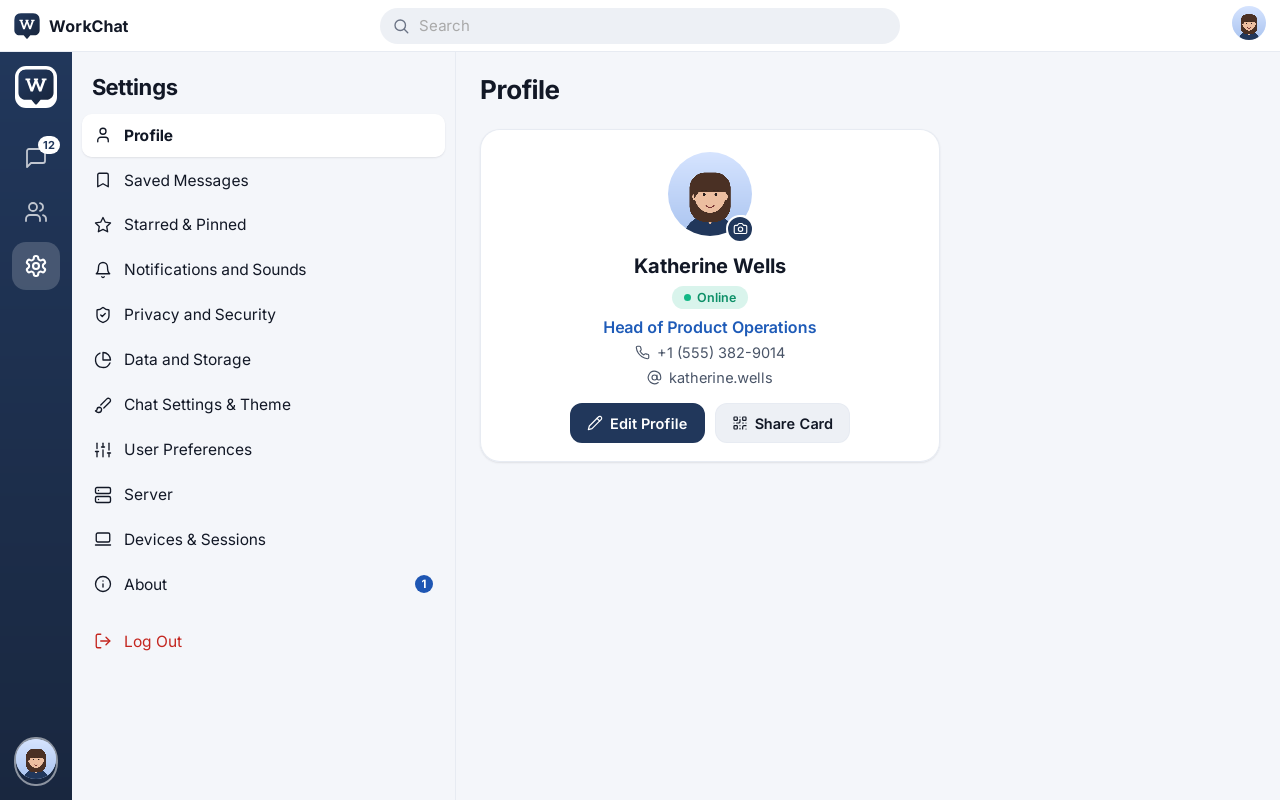 WorkChat
Search
W
12
Settings
Profile
Saved Messages
Starred & Pinned
Notifications and Sounds
Privacy and Security
Data and Storage
Chat Settings & Theme
User Preferences
Server
Devices & Sessions
About 1
Log Out
Profile
Katherine Wells
Online
Head of Product Operations
+1 (555) 382-9014
katherine.wells
Edit Profile
Share Card